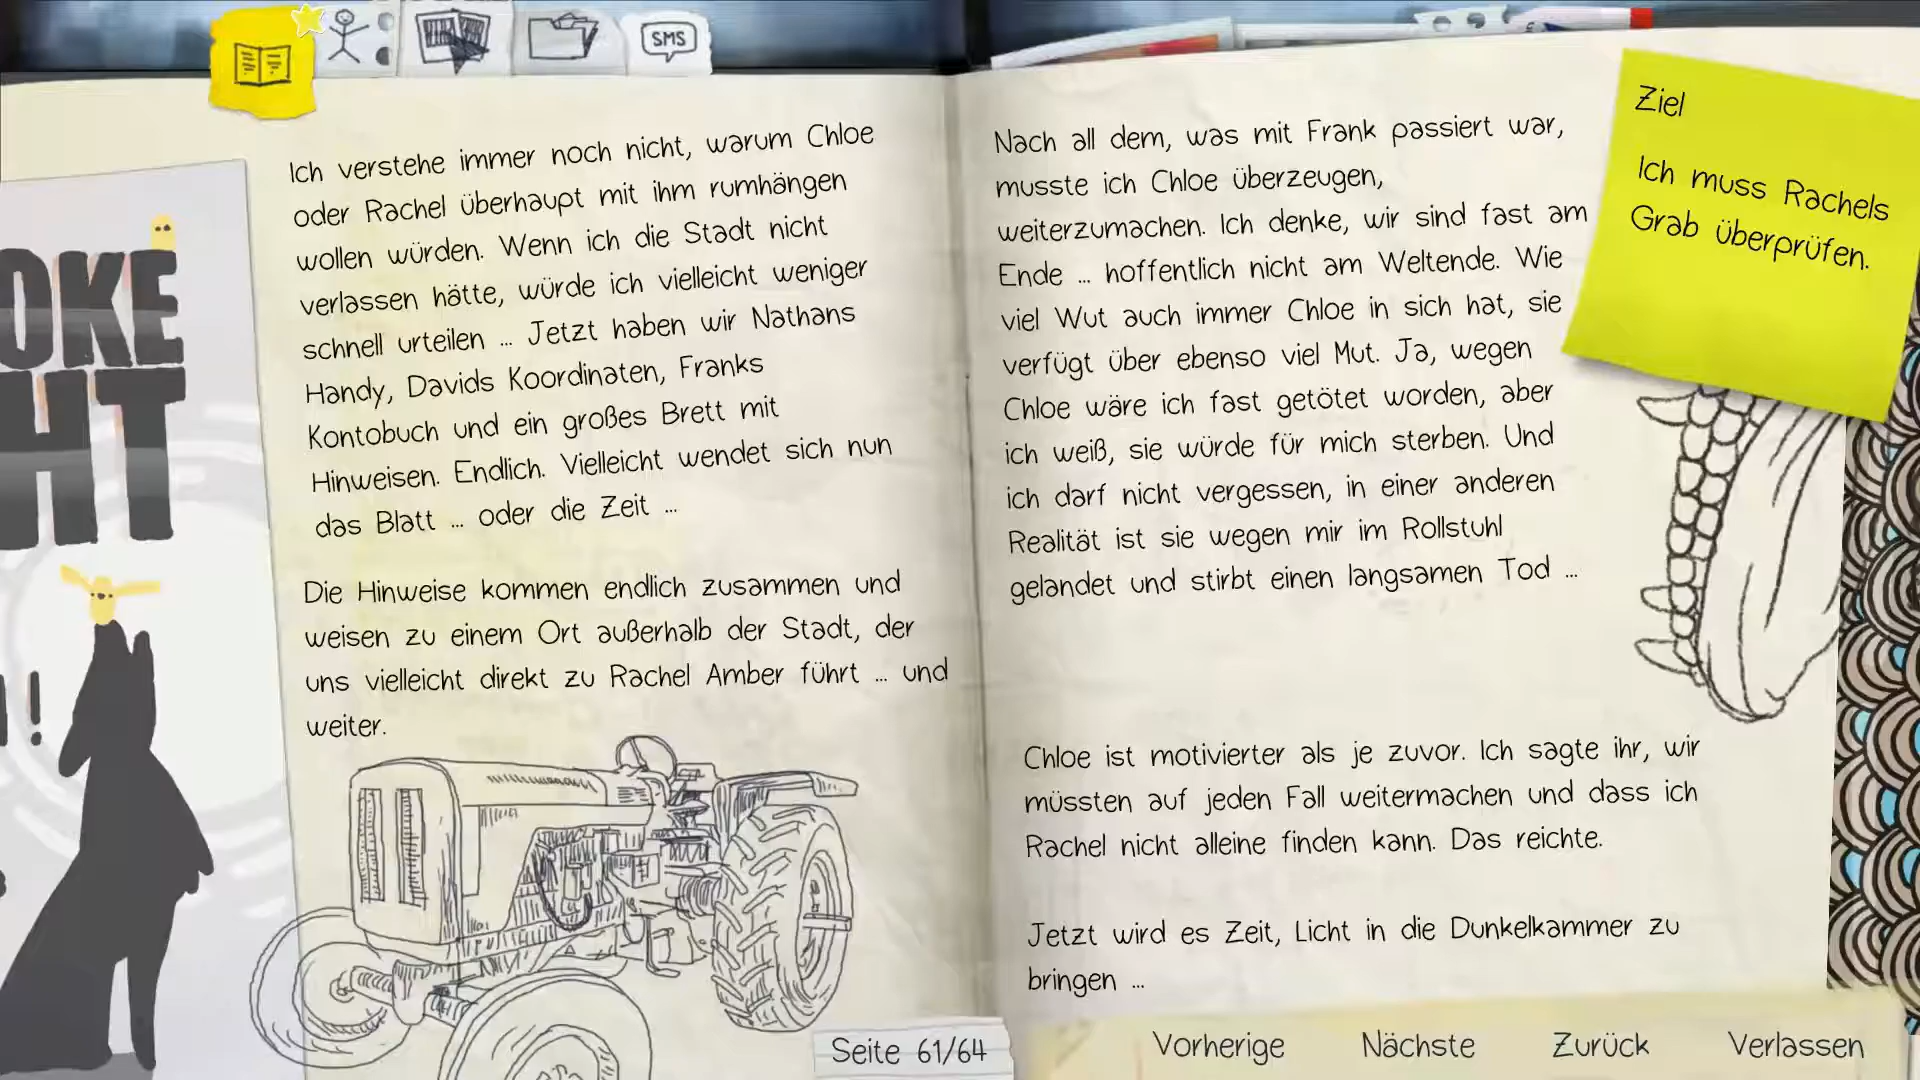 SMS
OKE
HT
!
Ich verstehe immer noch nicht, warum Chloe
oder Rachel überhaupt mit ihm rumhängen
wollen würden. Wenn ich die Stadt nicht
verlassen hätte, würde ich vielleicht weniger
schnell urteilen ... Jetzt haben wir Nathans
Handy, Davids Koordinaten, Franks
Kontobuch und ein großes Brett mit
Hinweisen. Endlich. Vielleicht wendet sich nun
das Blatt ... oder die Zeit ...
Die Hinweise kommen endlich zusammen und
weisen zu einem Ort außerhalb der Stadt, der
uns vielleicht direkt zu Rachel Amber führt ... und
weiter.
Nach all dem, was mit Frank passiert war,
musste ich Chloe überzeugen,
weiterzumachen. Ich denke, wir sind fast am
Ende ... hoffentlich nicht am Weltende. Wie
viel Wut auch immer Chloe in sich hat, sie
verfügt über ebenso viel Mut. Ja, wegen
Chloe wäre ich fast getötet worden, aber
ich weiß, sie würde für mich sterben. Und
ich darf nicht vergessen, in einer anderen
Realität ist sie wegen mir im Rollstuhl
gelandet und stirbt einen langsamen Tod ...
Chloe ist motivierter als je zuvor. Ich sagte ihr, wir
müssten auf jeden Fall weitermachen und dass ich
Rachel nicht alleine finden kann. Das reichte.
Jetzt wird es Zeit, Licht in die Dunkelkammer zu
bringen ...
Ziel
Ich muss Rachels
Grab überprüfen.
Seite 61/64
Vorherige Nächste Zurück Verlassen